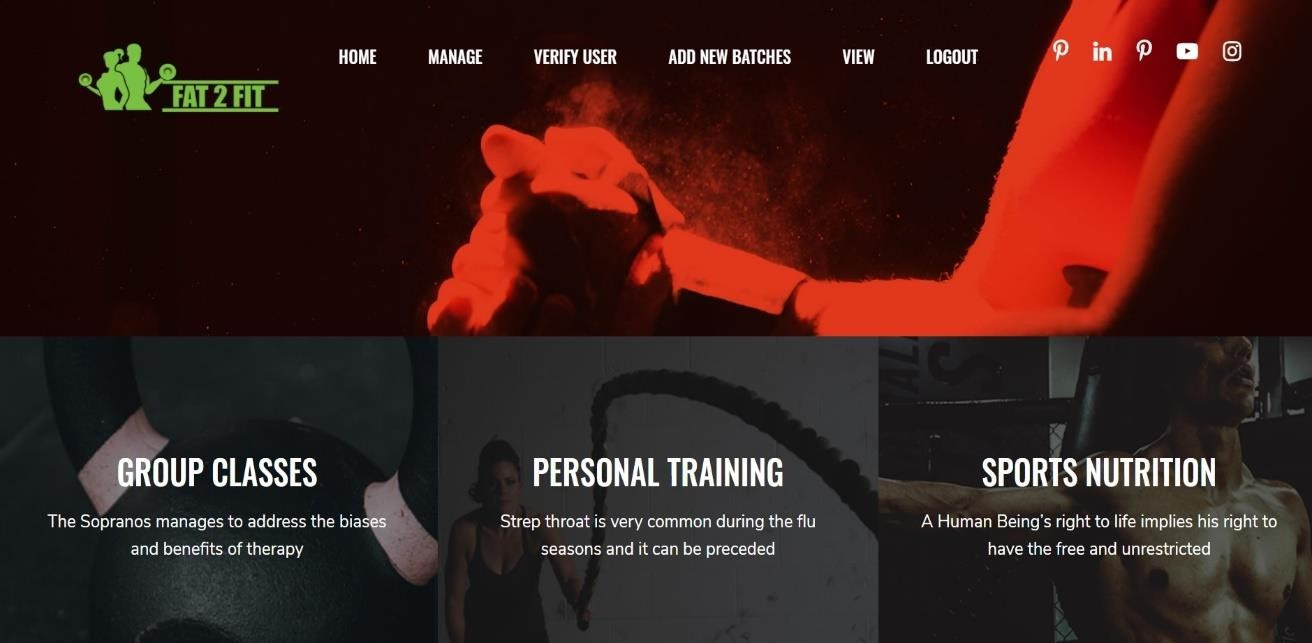 FAT 2 FIT
HOME MANAGE VERIFY USER ADD NEW BATCHES VIEW LOGOUT
GROUP CLASSES
The Sopranos manages to address the biases
and benefits of therapy
PERSONAL TRAINING
Strep throat is very common during the flu
seasons and it can be preceded
SPORTS NUTRITION
A Human Being's right to life implies his right to
have the free and unrestricted